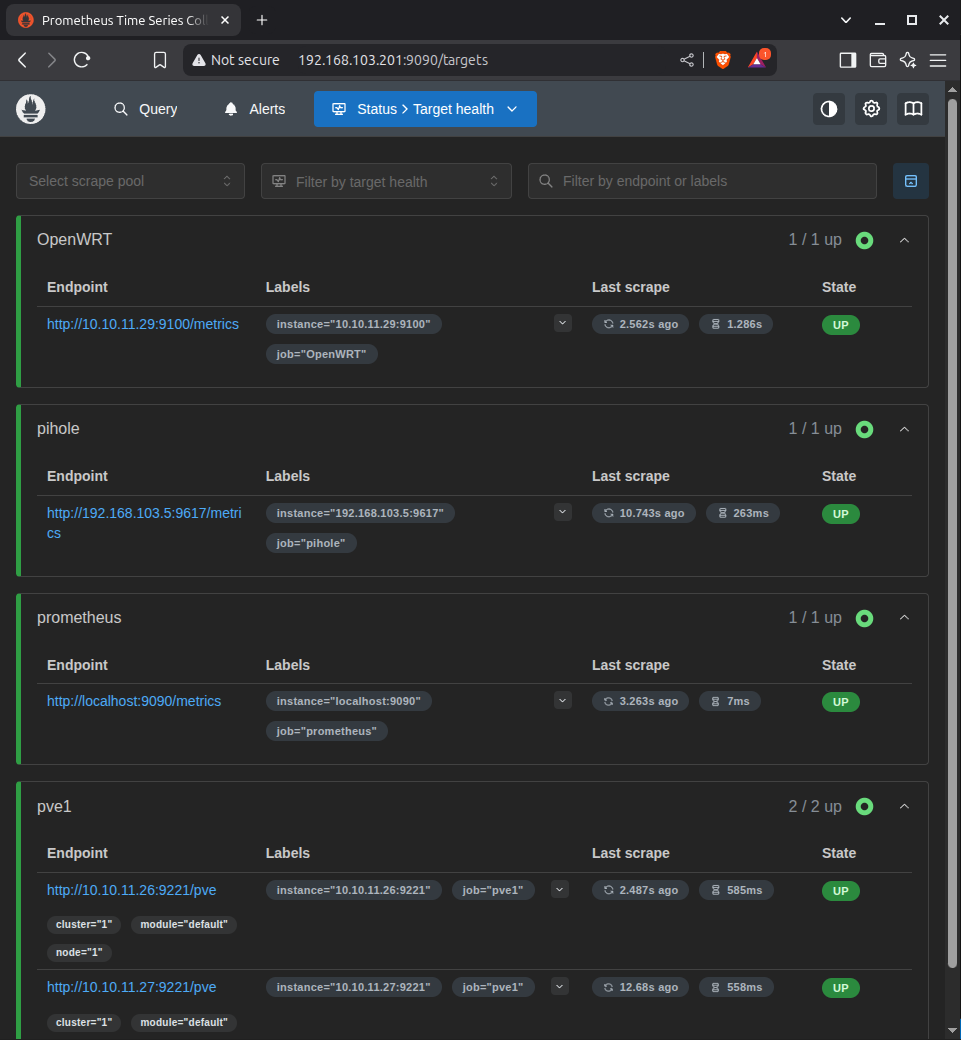 Prometheus Time Series Col
Not secure 192.168.103.201:9090/targets 1
Query Alerts Status > Target health
Select scrape pool Filter by target health Filter by endpoint or labels
OpenWRT 1 / 1 up
Endpoint Labels Last scrape State
http://10.10.11.29:9100/metrics instance="10.10.11.29:9100" 2.562s ago 1.286s UP
job="OpenWRT"
pihole 1 / 1 up
Endpoint Labels Last scrape State
http://192.168.103.5:9617/metri instance="192.168.103.5:9617" 10.743s ago 263ms UP
cs
job="pihole"
prometheus 1 / 1 up
Endpoint Labels Last scrape State
http://localhost:9090/metrics instance="localhost:9090" 3.263s ago 7ms UP
job="prometheus"
pve1 2 / 2 up
Endpoint Labels Last scrape State
http://10.10.11.26:9221/pve instance="10.10.11.26:9221" job="pve1" 2.487s ago 585ms UP
cluster="1" module="default"
node="1"
http://10.10.11.27:9221/pve instance="10.10.11.27:9221" job="pve1" 12.68s ago 558ms UP
cluster="1" module="default"